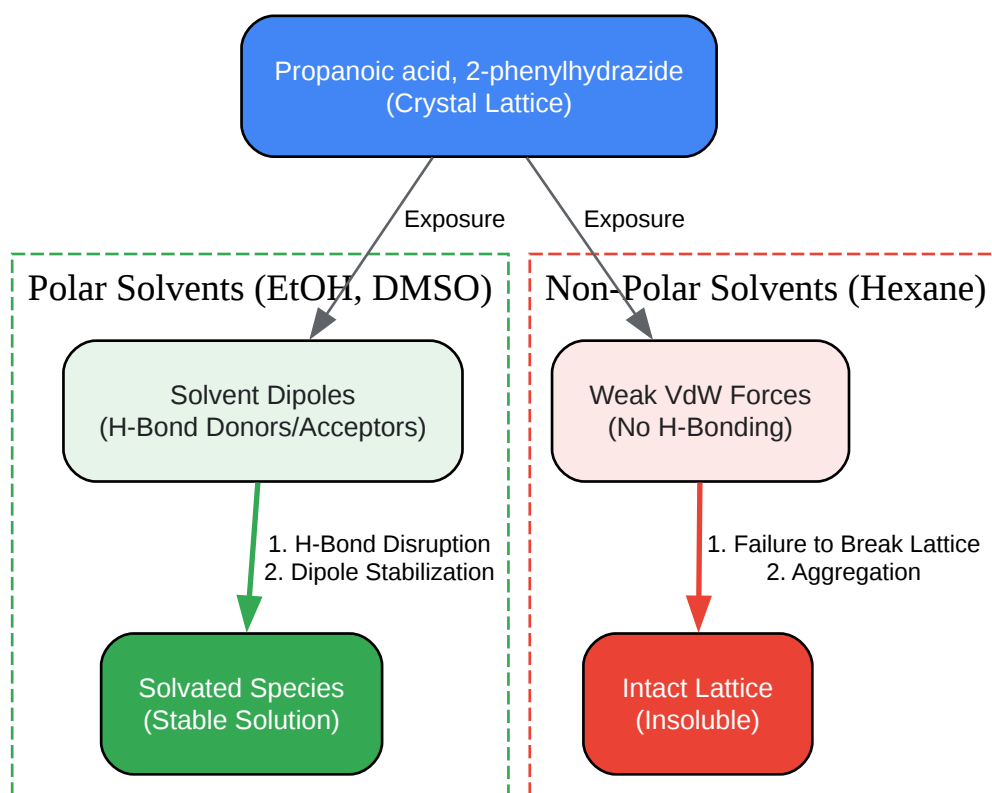 Propanoic acid, 2-phenylhydrazide
(Crystal Lattice)
Exposure
Exposure
Polar Solvents (EtOH, DMSO)
Non-Polar Solvents (Hexane)
Solvent Dipoles
(H-Bond Donors/Acceptors)
Weak VdW Forces
(No H-Bonding)
1. H-Bond Disruption
2. Dipole Stabilization
1. Failure to Break Lattice
2. Aggregation
Solvated Species
(Stable Solution)
Intact Lattice
(Insoluble)